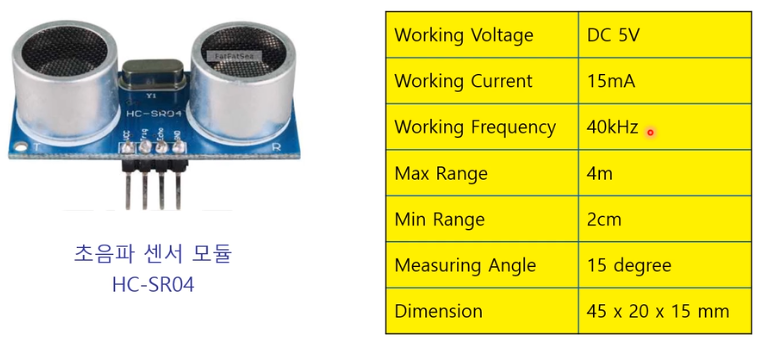 FatFatSea
Y1
HC-SR04
VCC
Trig
Echo
GND
T
R
초음파 센서 모듈
HC-SR04
Working Voltage DC 5V
Working Current 15mA
Working Frequency 40kHz
Max Range 4m
Min Range 2cm
Measuring Angle 15 degree
Dimension 45 x 20 x 15 mm